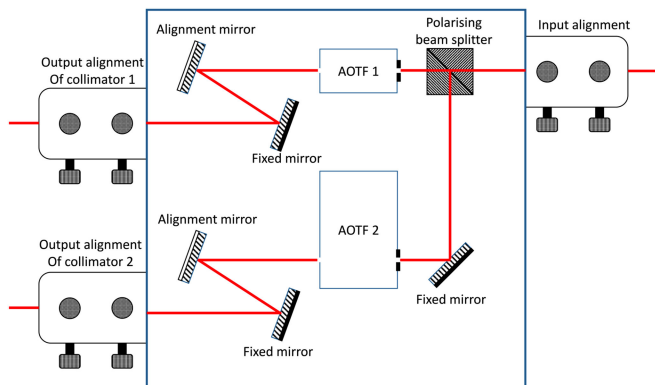 Polarising
beam splitter
Input alignment
Alignment mirror
Output alignment
Of collimator 1
AOTF 1
Fixed mirror
Alignment mirror
Output alignment
Of collimator 2
AOTF 2
Fixed mirror
Fixed mirror